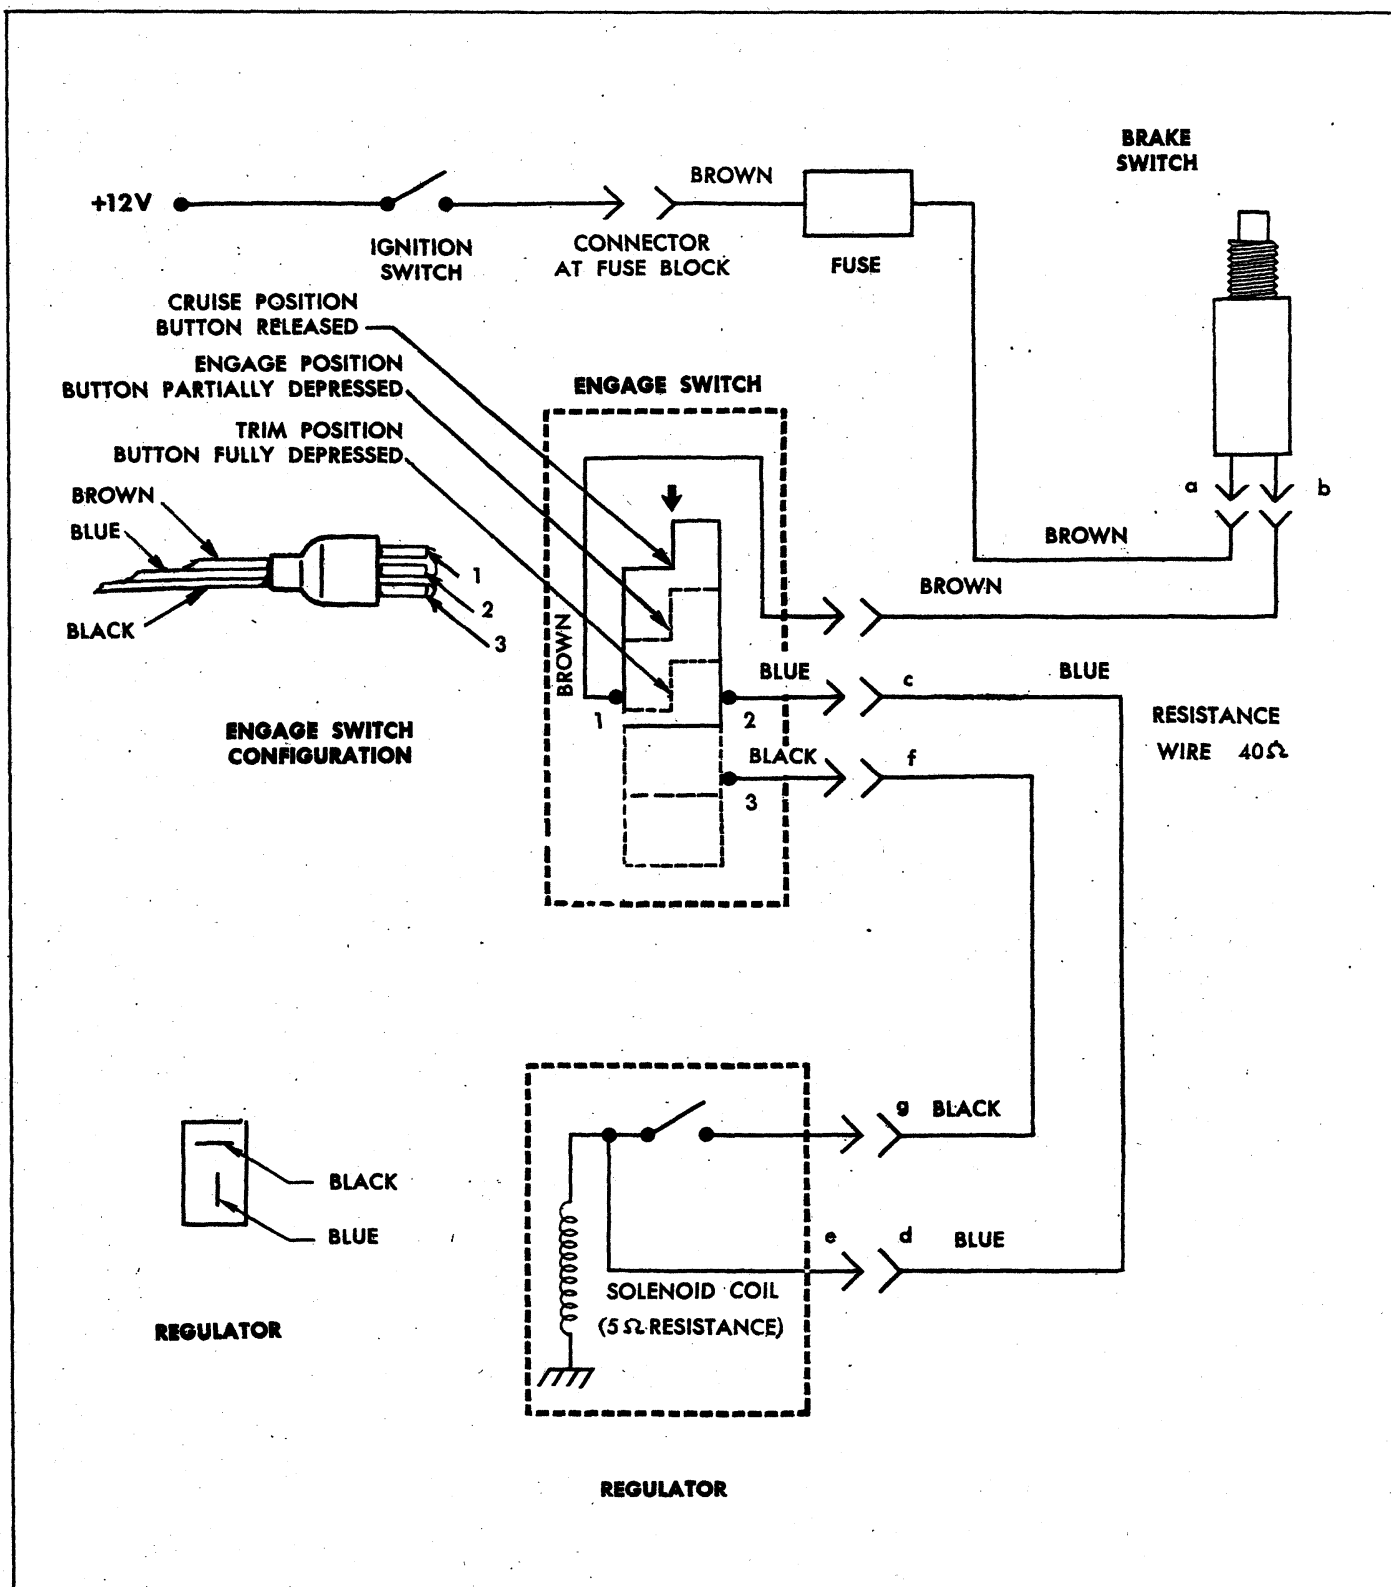 BRAKE
SWITCH
+12V
BROWN
IGNITION
SWITCH
CONNECTOR
AT FUSE BLOCK
FUSE
CRUISE POSITION
BUTTON RELEASED
ENGAGE POSITION
BUTTON PARTIALLY DEPRESSED
TRIM POSITION
BUTTON FULLY DEPRESSED
ENGAGE SWITCH
a
b
BROWN
BLUE
BLACK
1
2
3
ENGAGE SWITCH
CONFIGURATION
BROWN
BROWN
BROWN
1
BLUE
2
c
BLUE
BLACK
3
f
RESISTANCE
WIRE 40Ω
g
BLACK
e
d
BLUE
SOLENOID COIL
(5Ω RESISTANCE)
REGULATOR
BLACK
BLUE
REGULATOR